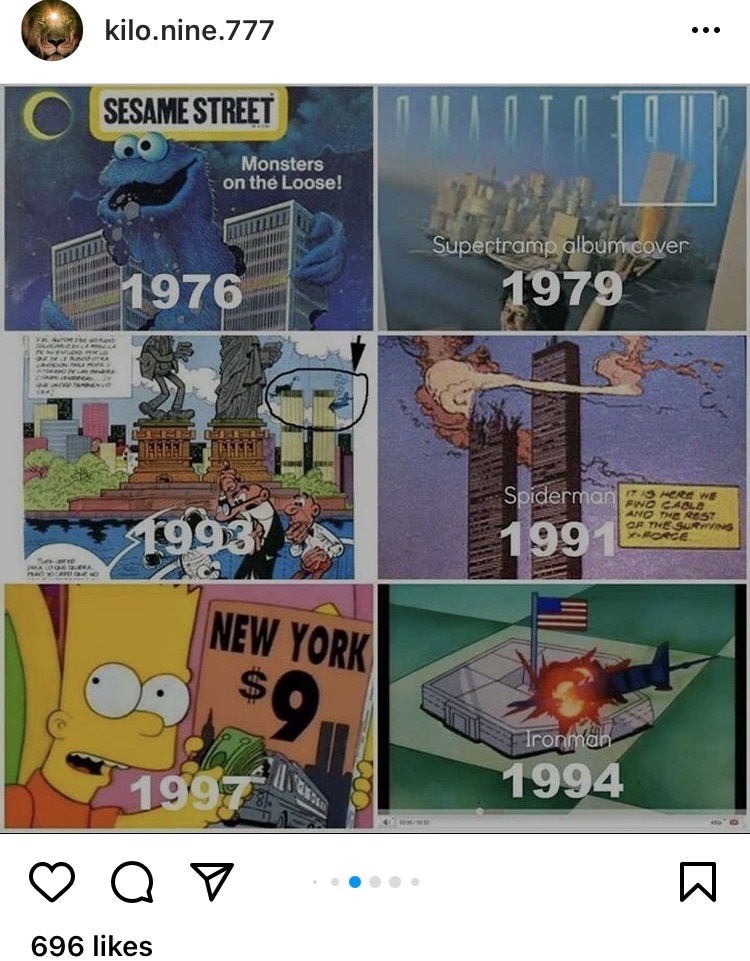 kilo.nine.777
SESAME STREET
Monsters
on the Loose!
1976
Supertramp album cover
1979
1993
Spiderman
IT IS HERE WE
FIND CABLE
AND THE REST
OF THE SURVIVING
X-FORCE
1991
NEW YORK
$9
1997
Ironman
1994
696 likes